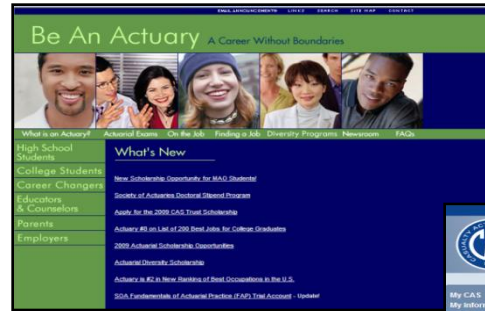 EMAIL ANNOUNCEMENTS LINKS SEARCH SITE MAP CONTACT
Be An Actuary A Career Without Boundaries
What is an Actuary? Actuarial Exams On the Job Finding a Job Diversity Programs Newsroom FAQs
High School
Students
College Students
Career Changers
Educators
& Counselors
Parents
Employers
What's New
New Scholarship Opportunity for MAG Students!
Society of Actuaries Doctoral Stipend Program
Apply for the 2009 CAS Trust Scholarship
Actuary #8 on List of 200 Best Jobs for College Graduates
2009 Actuarial Scholarship Opportunities
Actuarial Diversity Scholarship
Actuary is #2 in New Ranking of Best Occupations in the U.S.
SOA Fundamentals of Actuarial Practice (FAP) Trial Account - Update!
My CAS